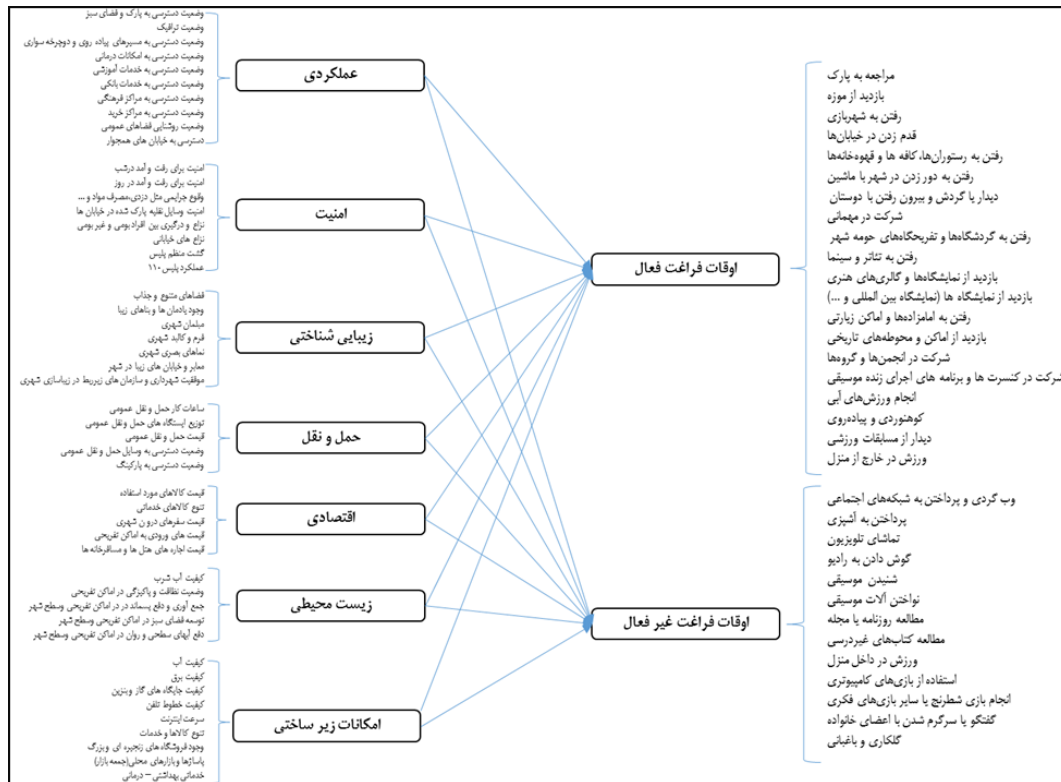 مراجعه به پارک
بازدید از موزه
رفتن به شهربازی
قدم زدن در خیابان‌ها
رفتن به رستوران‌ها، کافه ها و قهوه‌خانه‌ها
رفتن به دور زدن در شهر با ماشین
دیدار یا گردش و بیرون رفتن با دوستان
شرکت در مهمانی
رفتن به گردشگاه‌ها و تفریحگاه‌های حومه شهر
رفتن به تئاتر و سینما
بازدید از نمایشگاه‌ها و گالری‌های هنری
بازدید از نمایشگاه ها (نمایشگاه بین المللی و ...)
رفتن به امامزاده‌ها و اماکن زیارتی
بازدید از اماکن و محوطه‌های تاریخی
شرکت در انجمن‌ها و گروه‌ها
شرکت در کنسرت ها و برنامه های اجرای زنده موسیقی
انجام ورزش‌های آبی
کوهنوردی و پیاده‌روی
دیدار از مسابقات ورزشی
ورزش در خارج از منزل
وب گردی و پرداختن به شبکه‌های اجتماعی
پرداختن به آشپزی
تماشای تلویزیون
گوش دادن به رادیو
شنیدن موسیقی
نواختن آلات موسیقی
مطالعه روزنامه یا مجله
مطالعه کتاب‌های غیردرسی
ورزش در داخل منزل
استفاده از بازی‌های کامپیوتری
انجام بازی شطرنج یا سایر بازی‌های فکری
گفتگو یا سرگرم شدن با اعضای خانواده
گلکاری و باغبانی
اوقات فراغت فعال
اوقات فراغت غیر فعال
عملکردی
وضعیت دسترسی به پارک و فضای سبز
وضعیت ترافیک
وضعیت دسترسی به مسیرهای پیاده روی و دوچرخه سواری
وضعیت دسترسی به امکانات درمانی
وضعیت دسترسی به خدمات آموزشی
وضعیت دسترسی به خدمات بانکی
وضعیت دسترسی به مراکز فرهنگی
وضعیت دسترسی به مراکز خرید
وضعیت روشنایی فضاهای عمومی
دسترسی به خیابان های همجوار
امنیت
امنیت برای رفت و آمد درشب
امنیت برای رفت و آمد در روز
وقوع جرایمی مثل دزدی،مصرف مواد و ...
امنیت وسایل نقلیه پارک شده در خیابان ها
نزاع و درگیری بین افراد بومی و غیر بومی
نزاع های خیابانی
گشت منظم پلیس
عملکرد پلیس ۱۱۰
زیبایی شناختی
فضاهای متنوع و جذاب
وجود یادمان ها و بناهای زیبا
مبلمان شهری
فرم و کالبد شهری
نماهای بصری شهری
معابر و خیابان های زیبا در شهر
موفقیت شهرداری و سازمان های زیربط در زیباسازی شهری
حمل و نقل
ساعات کار حمل و نقل عمومی
توزیع ایستگاه های حمل ونقل عمومی
قیمت حمل و نقل عمومی
وضعیت دسترسی به وسایل حمل و نقل عمومی
وضعیت دسترسی به پارکینگ
اقتصادی
قیمت کالاهای مورد استفاده
تنوع کالاهای خدماتی
قیمت سفرهای درون شهری
قیمت های ورودی به اماکن تفریحی
قیمت اجاره های هتل ها و مسافرخانه ها
زیست محیطی
کیفیت آب شرب
وضعیت نظافت و پاکیزگی در اماکن تفریحی
جمع آوری و دفع پسماند در در اماکن تفریحی وسطح شهر
توسعه فضای سبز در اماکن تفریحی وسطح شهر
دفع آبهای سطحی و روان در اماکن تفریحی وسطح شهر
امکانات زیر ساختی
کیفیت آب
کیفیت برق
کیفیت جایگاه های گاز وبنزین
کیفیت خطوط تلفن
سرعت اینترنت
تنوع کالاها و خدمات
وجود فروشگاه های زنجیره ای و بزرگ
پاساژها و بازارهای محلی(جمعه بازار)
خدماتی بهداشتی – درمانی